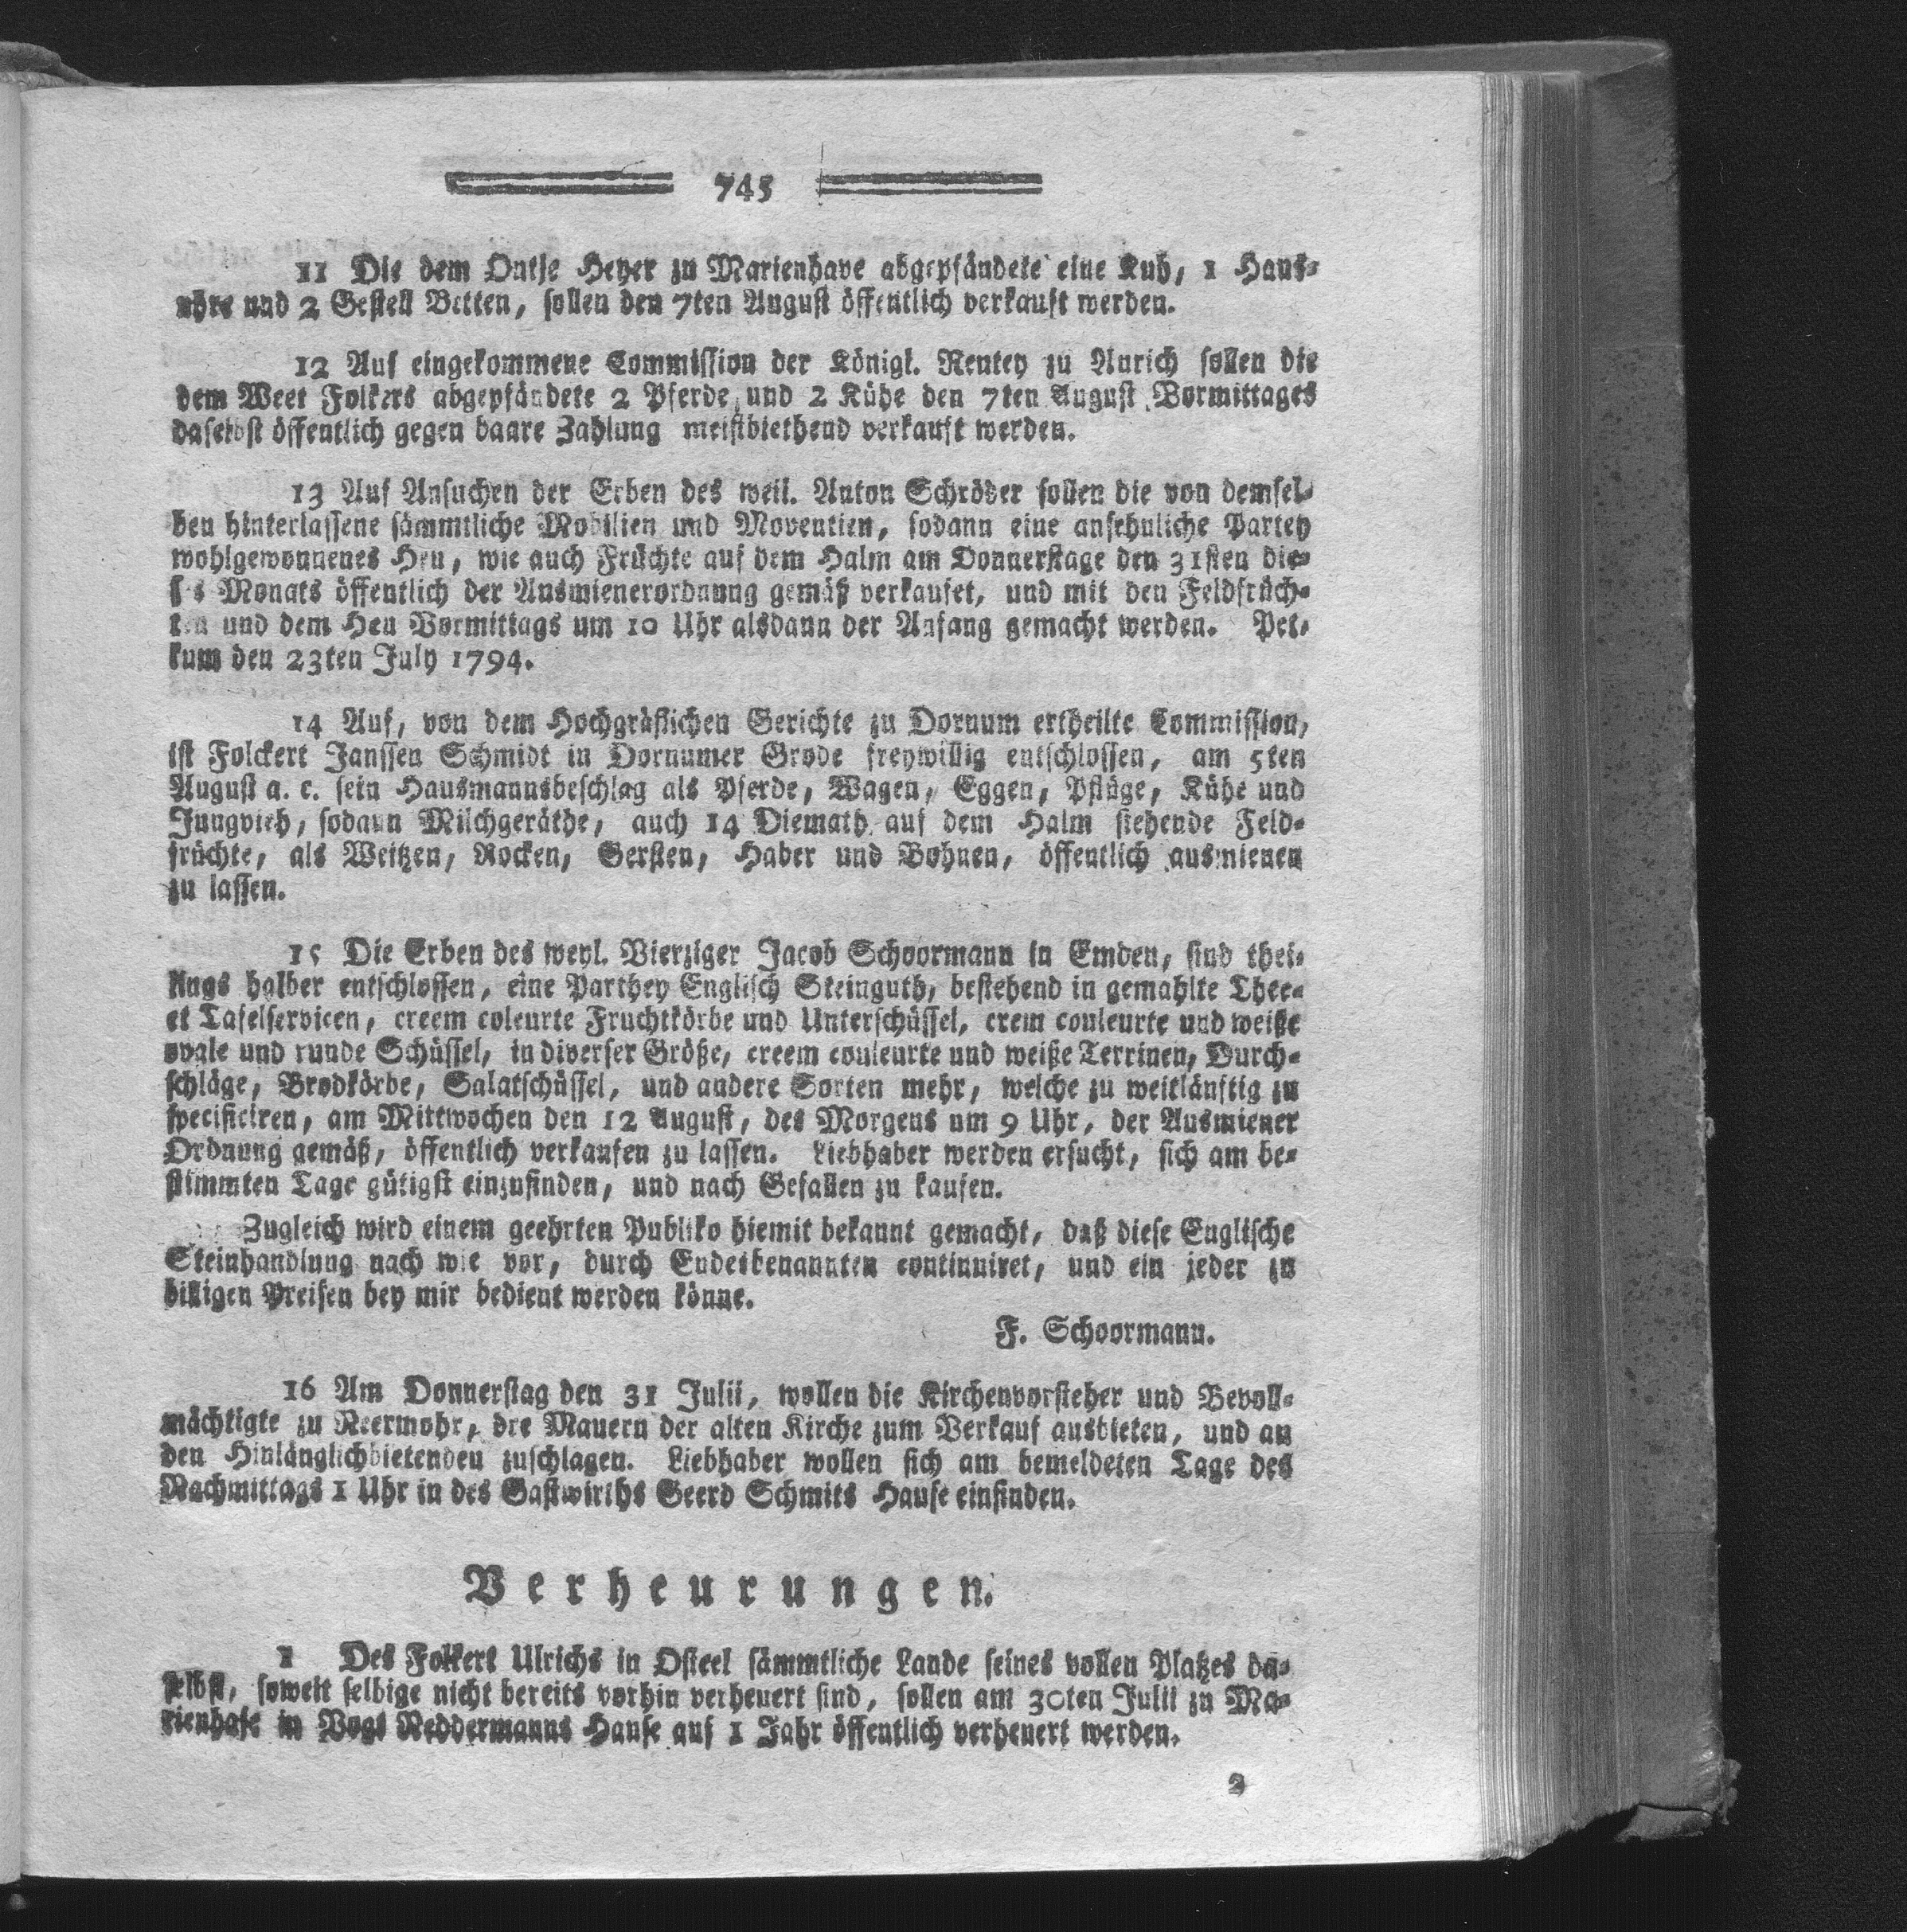 745
11 Die dem Ontje Heyer zu Marienhave abgepfändete eine Kuh, 1 Haus-
uhre und 2 Gestell Betten, sollen den 7ten August öffentlich verkauft werden.
12 Auf eingekommene Commission der Königl. Rentey zu Aurich sollen die
dem Weet Folkers abgepfändete 2 Pferde und 2 Kühe den 7ten August Vormittages
daselbst öffentlich gegen baare Zahlung meistbiethend verkauft werden.
13 Auf Ansuchen der Erben des weil. Anton Schröder sollen die von demsel-
ben hinterlassene sämmtliche Mobilien und Moventien, sodann eine ansehnliche Partey
wohlgewonnenes Heu, wie auch Früchte auf dem Halm am Donnerstage den 31sten die-
ses Monats öffentlich der Ausmienerordnung gemäß verkaufet, und mit den Feldfrüch-
ten und dem Heu Vormittags um 10 Uhr alsdann der Anfang gemacht werden. Pet-
kum den 23ten July 1794.
14 Auf, von dem Hochgräflichen Gerichte zu Dornum ertheilte Commission,
ist Folckert Janssen Schmidt in Dornumer Grode freywillig entschlossen, am 5ten
August a. c. sein Hausmannsbeschlag als Pferde, Wagen, Eggen, Pflüge, Kühe und
Jungvieh, sodann Milchgeräthe, auch 14 Diemath auf dem Halm stehende Feld-
früchte, als Weitzen, Rocken, Gersten, Haber und Bohnen, öffentlich ausmienen
zu lassen.
15 Die Erben des weyl. Vierziger Jacob Schoormann in Emden, sind thei-
lungs halber entschlossen, eine Parthey Englisch Steinguth, bestehend in gemahlte Thee-
et Tafelservicen, creem coleurte Fruchtkörbe und Unterschüssel, crem couleurte und weiße
ovale und runde Schüssel, in diverser Größe, creem couleurte und weiße Terrinen, Durch-
schläge, Brodkörbe, Salatschüssel, und andere Sorten mehr, welche zu weitläuftig zu
specificiren, am Mittwochen den 12 August, des Morgens um 9 Uhr, der Ausmiener
Ordnung gemäß, öffentlich verkaufen zu lassen. Liebhaber werden ersucht, sich am be-
stimmten Tage gütigst einzufinden, und nach Gefallen zu kaufen.
Zugleich wird einem geehrten Publiko hiemit bekannt gemacht, daß diese Englische
Steinhandlung nach wie vor, durch Endesbenannten continuiret, und ein jeder zu
billigen Preisen bey mir bedient werden könne.
F. Schoormann.
16 Am Donnerstag den 31 Julii, wollen die Kirchenvorsteher und Bevoll-
mächtigte zu Neermohr, die Mauern der alten Kirche zum Verkauf ausbieten, und an
den Hinlänglichbietenden zuschlagen. Liebhaber wollen sich am bemeldeten Tage des
Nachmittags 1 Uhr in des Gastwirths Geerd Schmits Hause einfinden.
Verheurungen.
1 Des Folkert Ulrichs in Osteel sämmtliche Lande seines vollen Platzes da-
selbst, soweit selbige nicht bereits vorhin verheuert sind, sollen am 30ten Julii zu Ma-
rienhafe in Vogt Reddermanns Hause auf 1 Jahr öffentlich verheuert werden.
2